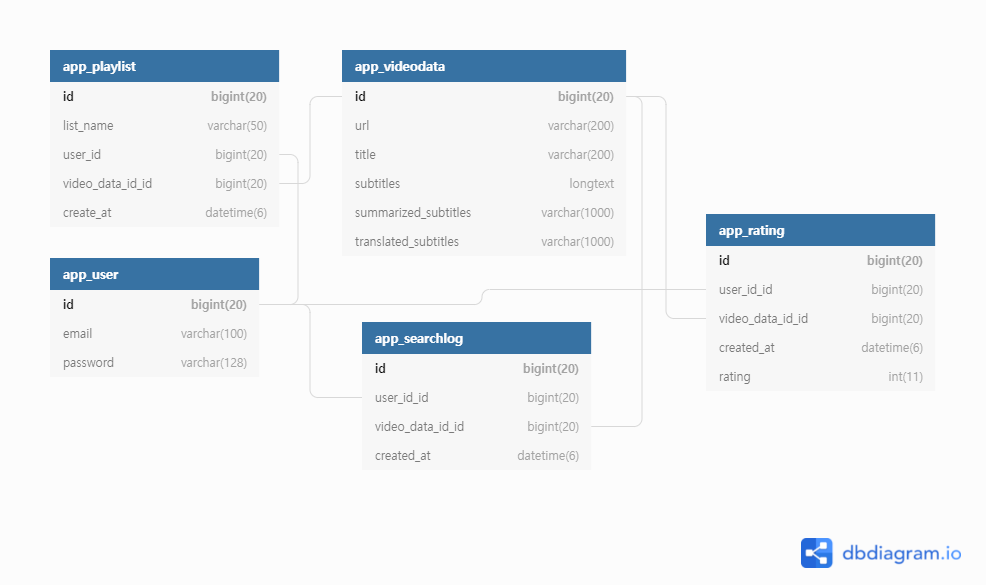 app_playlist
id bigint(20)
list_name varchar(50)
user_id bigint(20)
video_data_id_id bigint(20)
create_at datetime(6)
app_videodata
id bigint(20)
url varchar(200)
title varchar(200)
subtitles longtext
summarized_subtitles varchar(1000)
translated_subtitles varchar(1000)
app_user
id bigint(20)
email varchar(100)
password varchar(128)
app_searchlog
id bigint(20)
user_id_id bigint(20)
video_data_id_id bigint(20)
created_at datetime(6)
app_rating
id bigint(20)
user_id_id bigint(20)
video_data_id_id bigint(20)
created_at datetime(6)
rating int(11)
dbdiagram.io